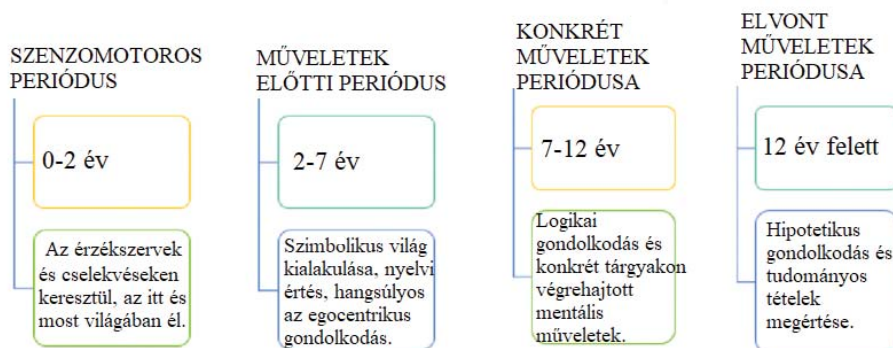 SZENZOMOTOROS
PERIÓDUS
0-2 év
Az érzékszervek
és cselekvéseken
keresztül, az itt és
most világában él.
MŰVELETEK
ELŐTTI PERIÓDUS
2-7 év
Szimbolikus világ
kialakulása, nyelvi
értés, hangsúlyos
az egocentrikus
gondolkodás.
KONKRÉT
MŰVELETEK
PERIÓDUSA
7-12 év
Logikai
gondolkodás és
konkrét tárgyakon
végrehajtott
mentális
műveletek.
ELVONT
MŰVELETEK
PERIÓDUSA
12 év felett
Hipotetikus
gondolkodás és
tudományos
tételek
megértése.